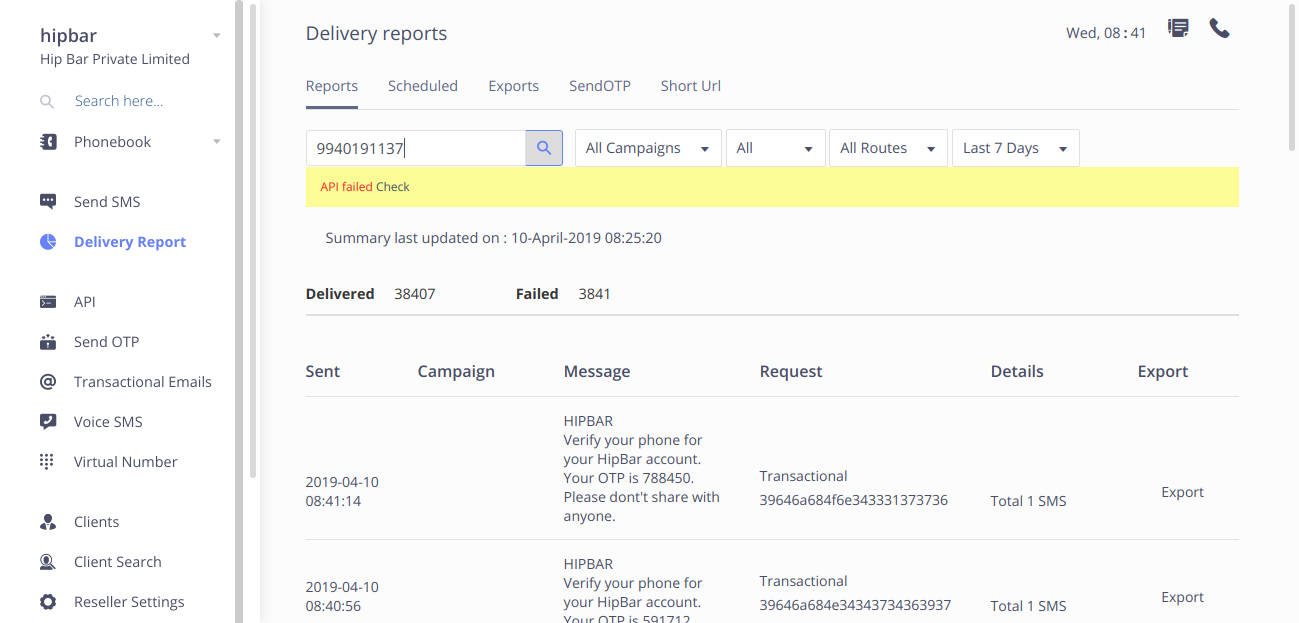 hipbar
Hip Bar Private Limited
Search here...
Phonebook
Send SMS
Delivery Report
API
Send OTP
Transactional Emails
Voice SMS
Virtual Number
Clients
Client Search
Reseller Settings
Delivery reports
Wed, 08:41
Reports Scheduled Exports SendOTP Short Url
9940191137 All Campaigns All All Routes Last 7 Days
API failed Check
Summary last updated on : 10-April-2019 08:25:20
Delivered 38407 Failed 3841
Sent Campaign Message Request Details Export
2019-04-10
08:41:14
HIPBAR
Verify your phone for
your HipBar account.
Your OTP is 788450.
Please dont't share with
anyone.
Transactional
39646a684f6e343331373736
Total 1 SMS
Export
2019-04-10
08:40:56
HIPBAR
Verify your phone for
your HipBar account.
Your OTP is 591712
Transactional
39646a684e34343734363937
Total 1 SMS
Export